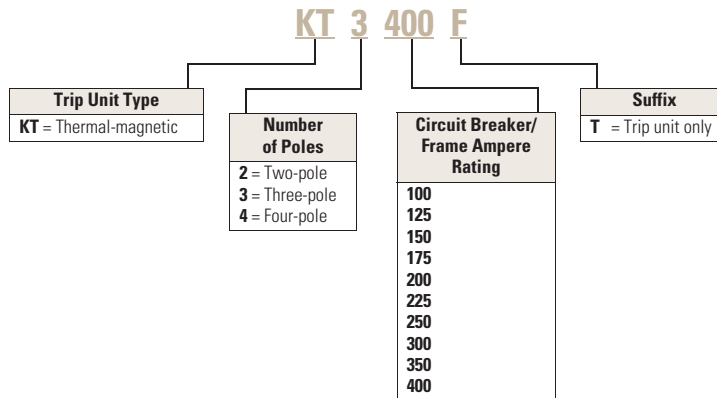 KT 3 400 F
Trip Unit Type
KT = Thermal-magnetic
Number
of Poles
2 = Two-pole
3 = Three-pole
4 = Four-pole
Circuit Breaker/
Frame Ampere
Rating
100
125
150
175
200
225
250
300
350
400
Suffix
T = Trip unit only